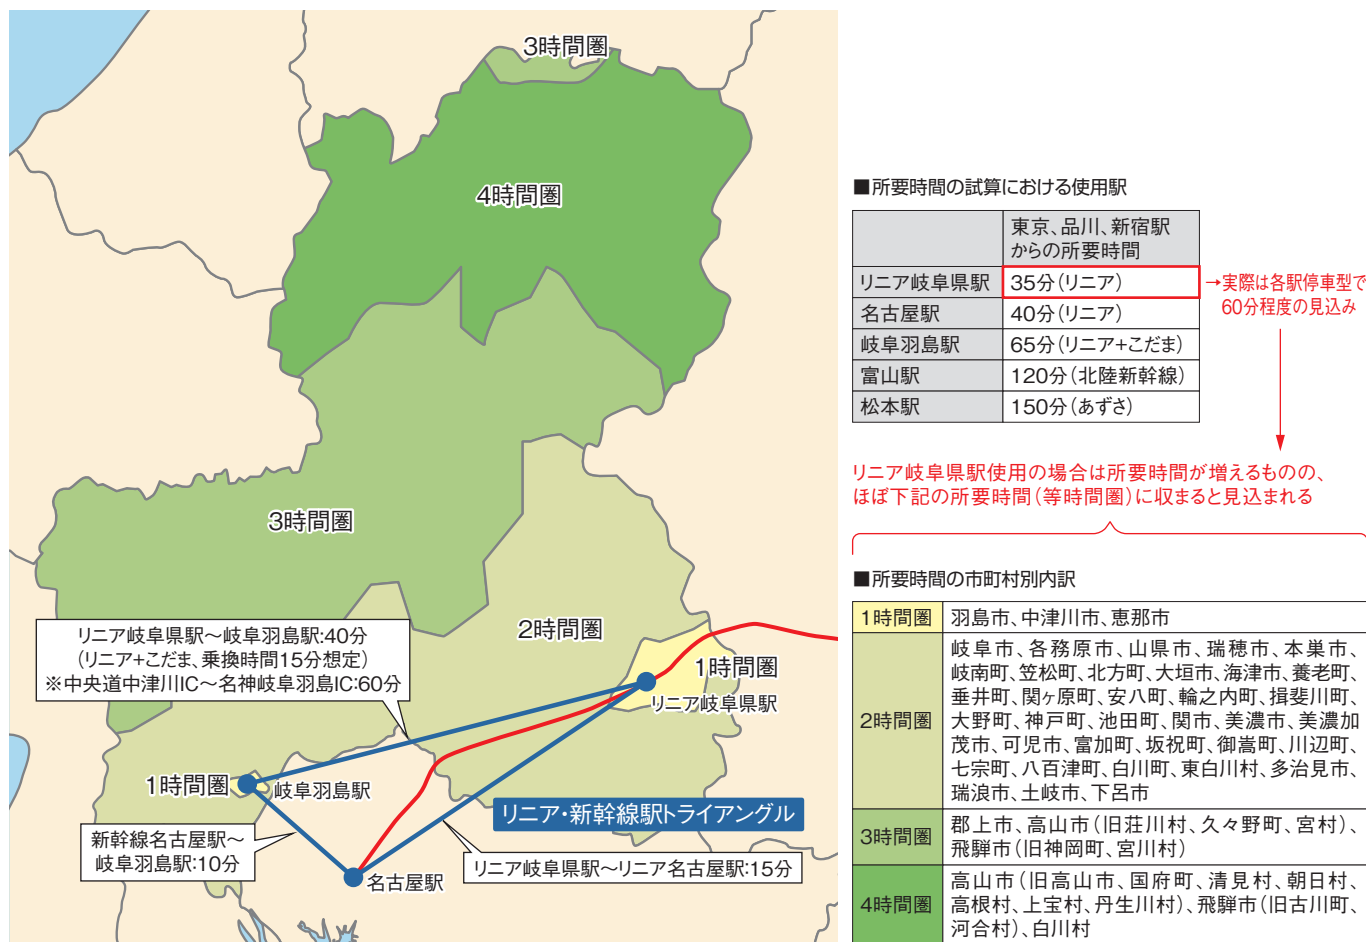 3時間圏
4時間圏
3時間圏
2時間圏
1時間圏
リニア岐阜県駅
リニア岐阜県駅～岐阜羽島駅:40分
(リニア+こだま、乗換時間15分想定)
※中央道中津川IC～名神岐阜羽島IC:60分
1時間圏
岐阜羽島駅
リニア・新幹線駅トライアングル
新幹線名古屋駅～
岐阜羽島駅:10分
リニア岐阜県駅～リニア名古屋駅:15分
名古屋駅
■所要時間の試算における使用駅
東京、品川、新宿駅
からの所要時間
リニア岐阜県駅 35分(リニア)
名古屋駅 40分(リニア)
岐阜羽島駅 65分(リニア+こだま)
富山駅 120分(北陸新幹線)
松本駅 150分(あずさ)
→実際は各駅停車型で
60分程度の見込み
リニア岐阜県駅使用の場合は所要時間が増えるものの、
ほぼ下記の所要時間(等時間圏)に収まると見込まれる
■所要時間の市町村別内訳
1時間圏 羽島市、中津川市、恵那市
2時間圏
岐阜市、各務原市、山県市、瑞穂市、本巣市、
岐南町、笠松町、北方町、大垣市、海津市、養老町、
垂井町、関ヶ原町、安八町、輪之内町、揖斐川町、
大野町、神戸町、池田町、関市、美濃市、美濃加
茂市、可児市、富加町、坂祝町、御嵩町、川辺町、
七宗町、八百津町、白川町、東白川村、多治見市、
瑞浪市、土岐市、下呂市
3時間圏
郡上市、高山市(旧荘川村、久々野町、宮村)、
飛騨市(旧神岡町、宮川村)
4時間圏
高山市(旧高山市、国府町、清見村、朝日村、
高根村、上宝村、丹生川村)、飛騨市(旧古川町、
河合村)、白川村